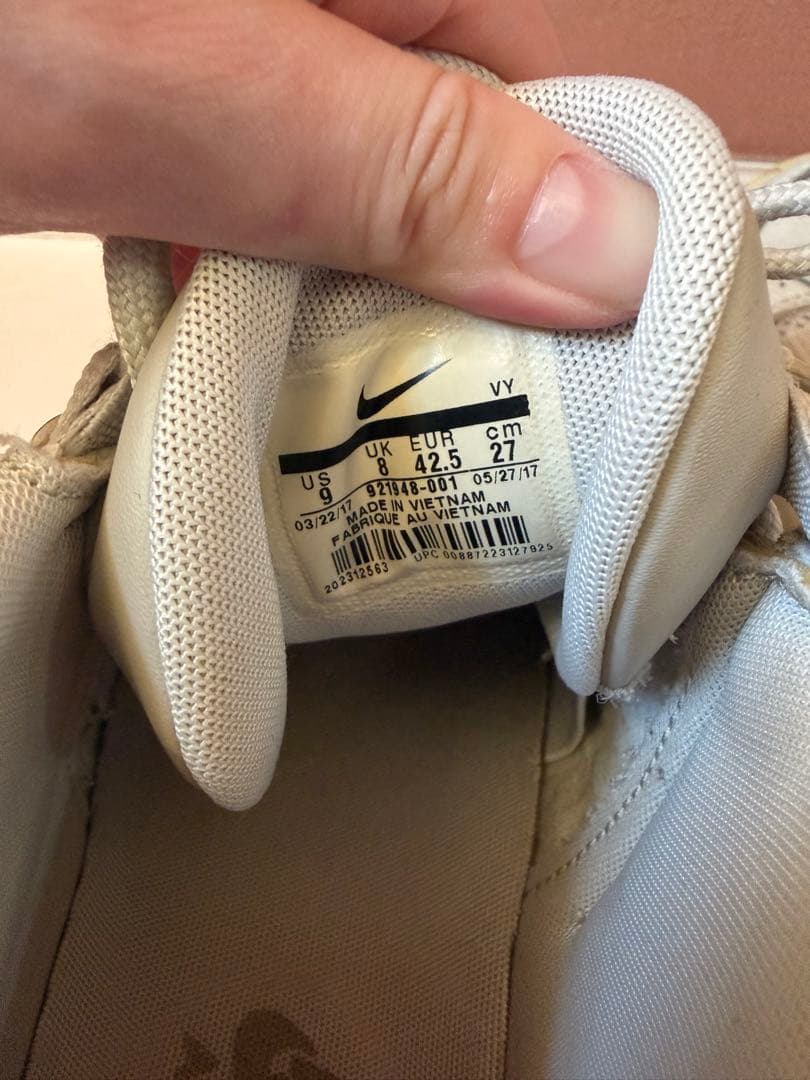 VY
US UK EUR cm
9 8 42.5 27
03/22/17 921948-001 05/27/17
MADE IN VIETNAM
FABRIQUE AU VIETNAM
202312563 UPC 00887223127925